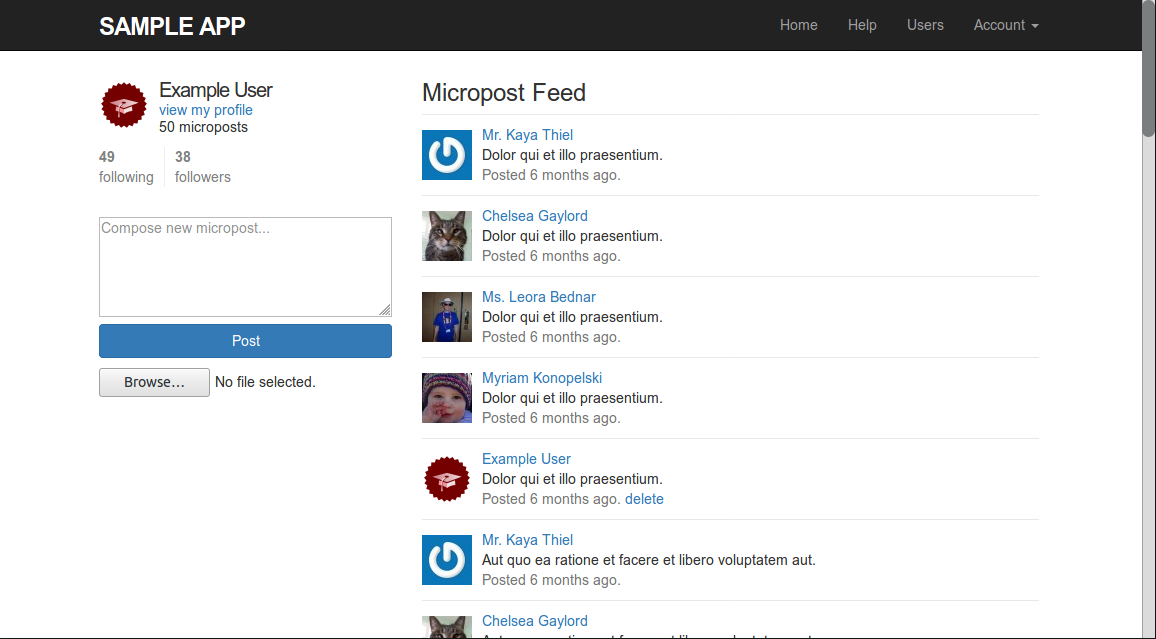 SAMPLE APP
Home Help Users Account
Example User
view my profile
50 microposts
49 38
following followers
Compose new micropost...
Post
Browse... No file selected.
Micropost Feed
Mr. Kaya Thiel
Dolor qui et illo praesentium.
Posted 6 months ago.
Chelsea Gaylord
Dolor qui et illo praesentium.
Posted 6 months ago.
Ms. Leora Bednar
Dolor qui et illo praesentium.
Posted 6 months ago.
Myriam Konopelski
Dolor qui et illo praesentium.
Posted 6 months ago.
Example User
Dolor qui et illo praesentium.
Posted 6 months ago. delete
Mr. Kaya Thiel
Aut quo ea ratione et facere et libero voluptatem aut.
Posted 6 months ago.
Chelsea Gaylord